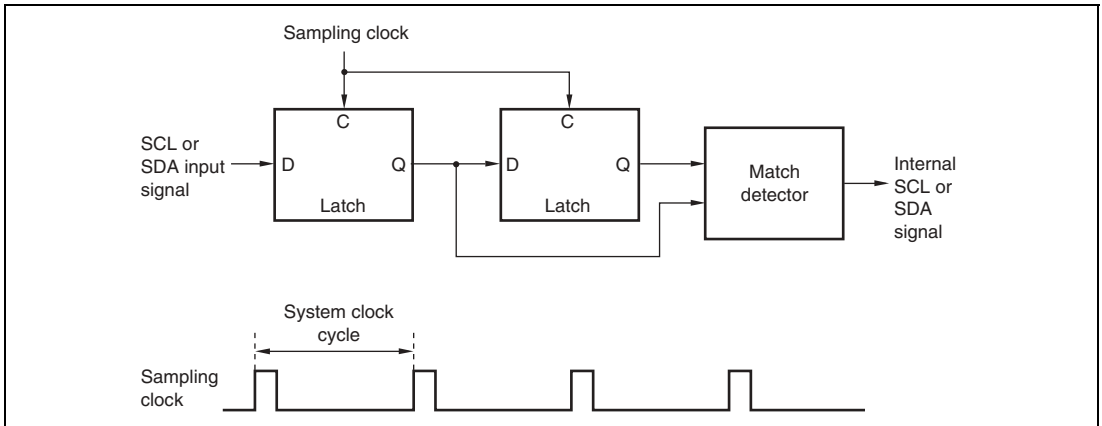 Sampling clock
C
C
SCL or
SDA input
signal
D
Q
D
Q
Latch
Latch
Match
detector
Internal
SCL or
SDA
signal
System clock
cycle
Sampling
clock